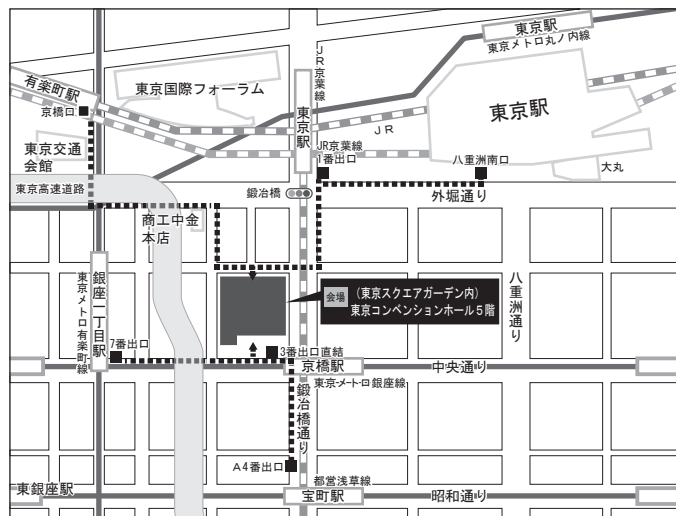 東京駅
東京メトロ丸ノ内線
JR京葉線
有楽町駅
京橋口
東京国際フォーラム
東京駅
東京駅
JR
東京交通
会館
JR京葉線
1番出口
八重洲南口
大丸
東京高速道路
鍛冶橋
外堀通り
商工中金
本店
銀座一丁目駅
東京メトロ有楽町線
会場
(東京スクエアガーデン内)
東京コンベンションホール5階
八重洲通り
7番出口
3番出口直結
京橋駅
中央通り
東京メトロ銀座線
鍛冶橋通り
A4番出口
都営浅草線
東銀座駅
宝町駅
昭和通り